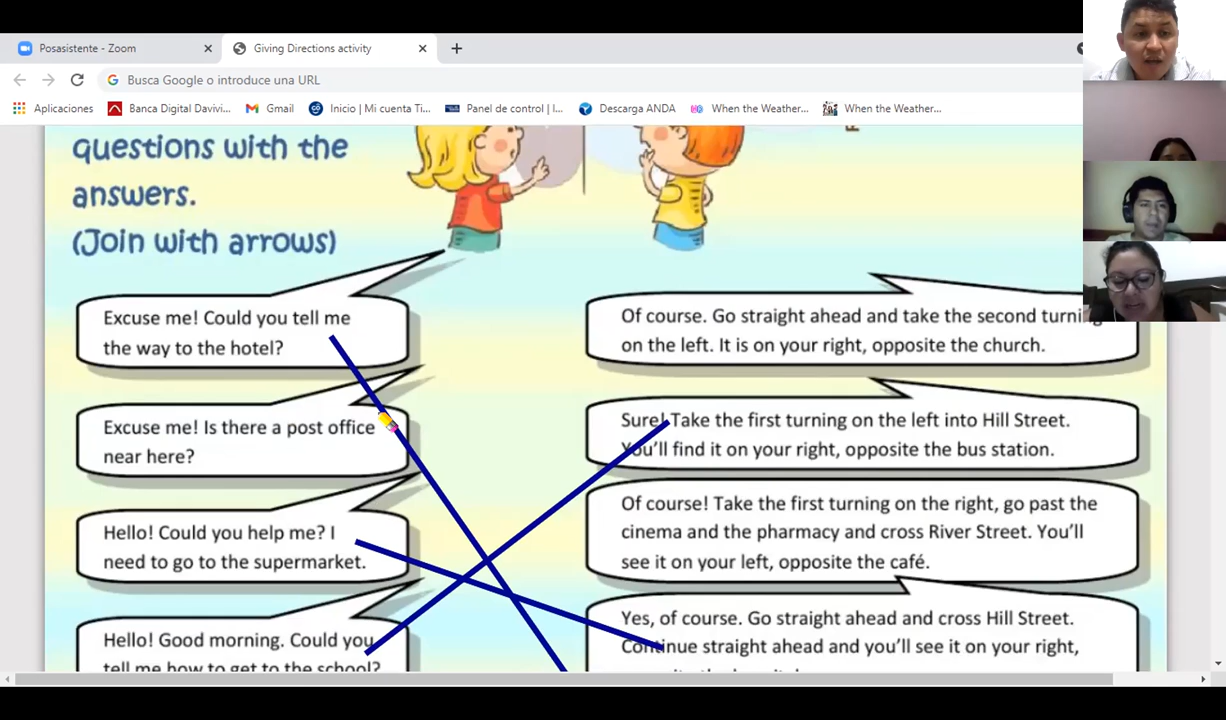 Posasistente - Zoom
Giving Directions activity
Busca Google o introduce una URL
Aplicaciones
Banca Digital Davivi...
Gmail
Inicio | Mi cuenta Ti...
Panel de control | I...
Descarga ANDA
When the Weather...
When the Weather...
questions with the
answers.
(Join with arrows)
Excuse me! Could you tell me
the way to the hotel?
Excuse me! Is there a post office
near here?
Hello! Could you help me? I
need to go to the supermarket.
Hello! Good morning. Could you
tell me how to get to the school?
Of course. Go straight ahead and take the second turning
on the left. It is on your right, opposite the church.
Sure! Take the first turning on the left into Hill Street.
You'll find it on your right, opposite the bus station.
Of course! Take the first turning on the right, go past the
cinema and the pharmacy and cross River Street. You'll
see it on your left, opposite the café.
Yes, of course. Go straight ahead and cross Hill Street.
Continue straight ahead and you'll see it on your right,